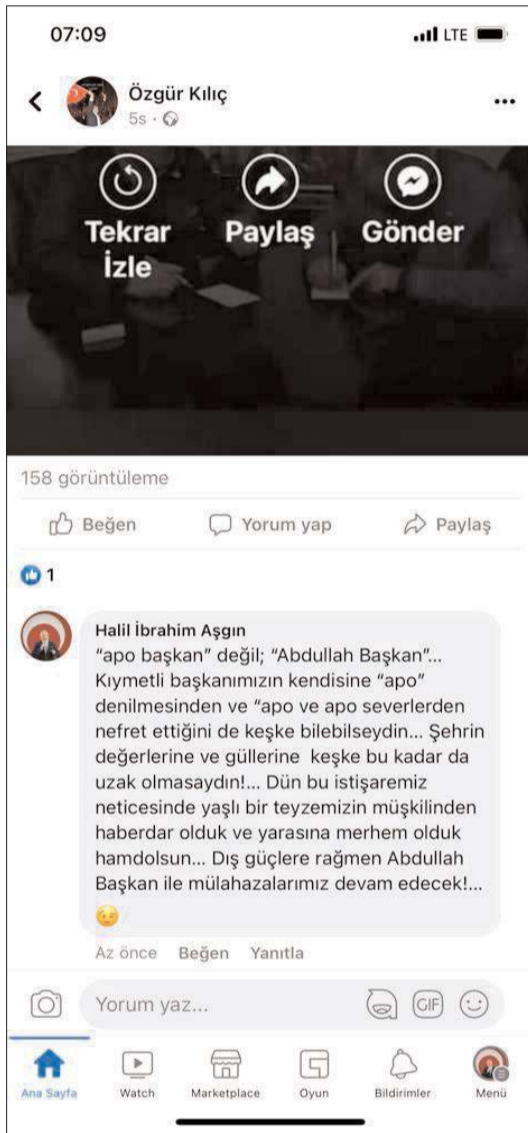 07:09
LTE
Özgür Kılıç
5s
Tekrar İzle
Paylaş
Gönder
158 görüntüleme
Beğen
Yorum yap
Paylaş
1
Halil İbrahim Aşgın
“apo başkan” değil; “Abdullah Başkan”...
Kıymetli başkanımızın kendisine “apo”
denilmesinden ve “apo ve apo severlerden
nefret ettiğini de keşke bilebilseydin... Şehrin
değerlerine ve güllerine keşke bu kadar da
uzak olmasaydın!... Dün bu istişaremiz
neticesinde yaşlı bir teyzemizin müşkilinden
haberdar olduk ve yarasına merhem olduk
hamdolsun... Dış güçlere rağmen Abdullah
Başkan ile mülahazalarımız devam edecek!...
😉
Az önce Beğen Yanıtla
Yorum yaz...
GIF
Ana Sayfa
Watch
Marketplace
Oyun
Bildirimler
Menü